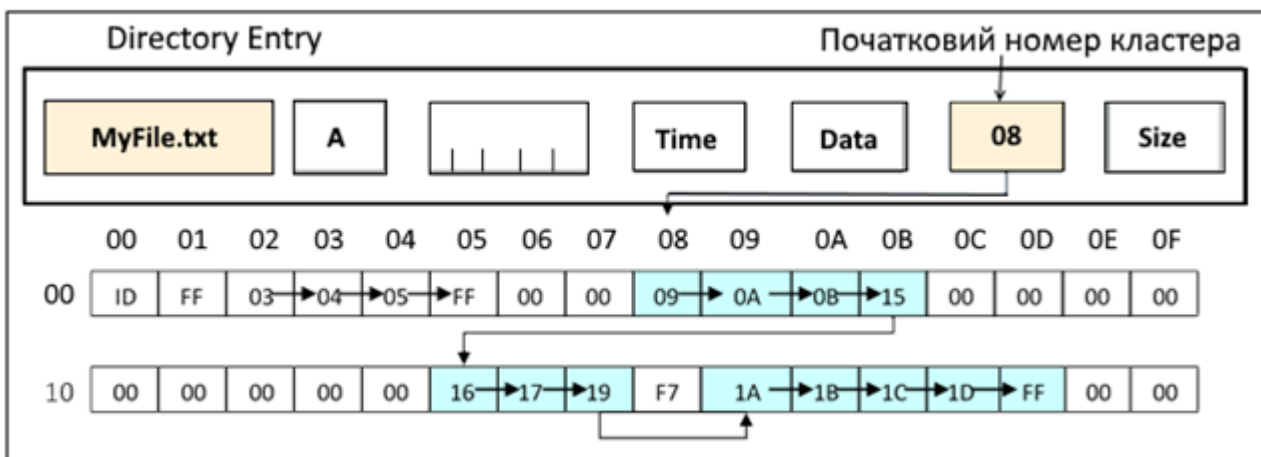 Directory Entry Початковий номер кластера
MyFile.txt A Time Data 08 Size
00 01 02 03 04 05 06 07 08 09 0A 0B 0C 0D 0E 0F
00 ID FF 03 04 05 FF 00 00 09 0A 0B 15 00 00 00 00
10 00 00 00 00 00 16 17 19 F7 1A 1B 1C 1D FF 00 00